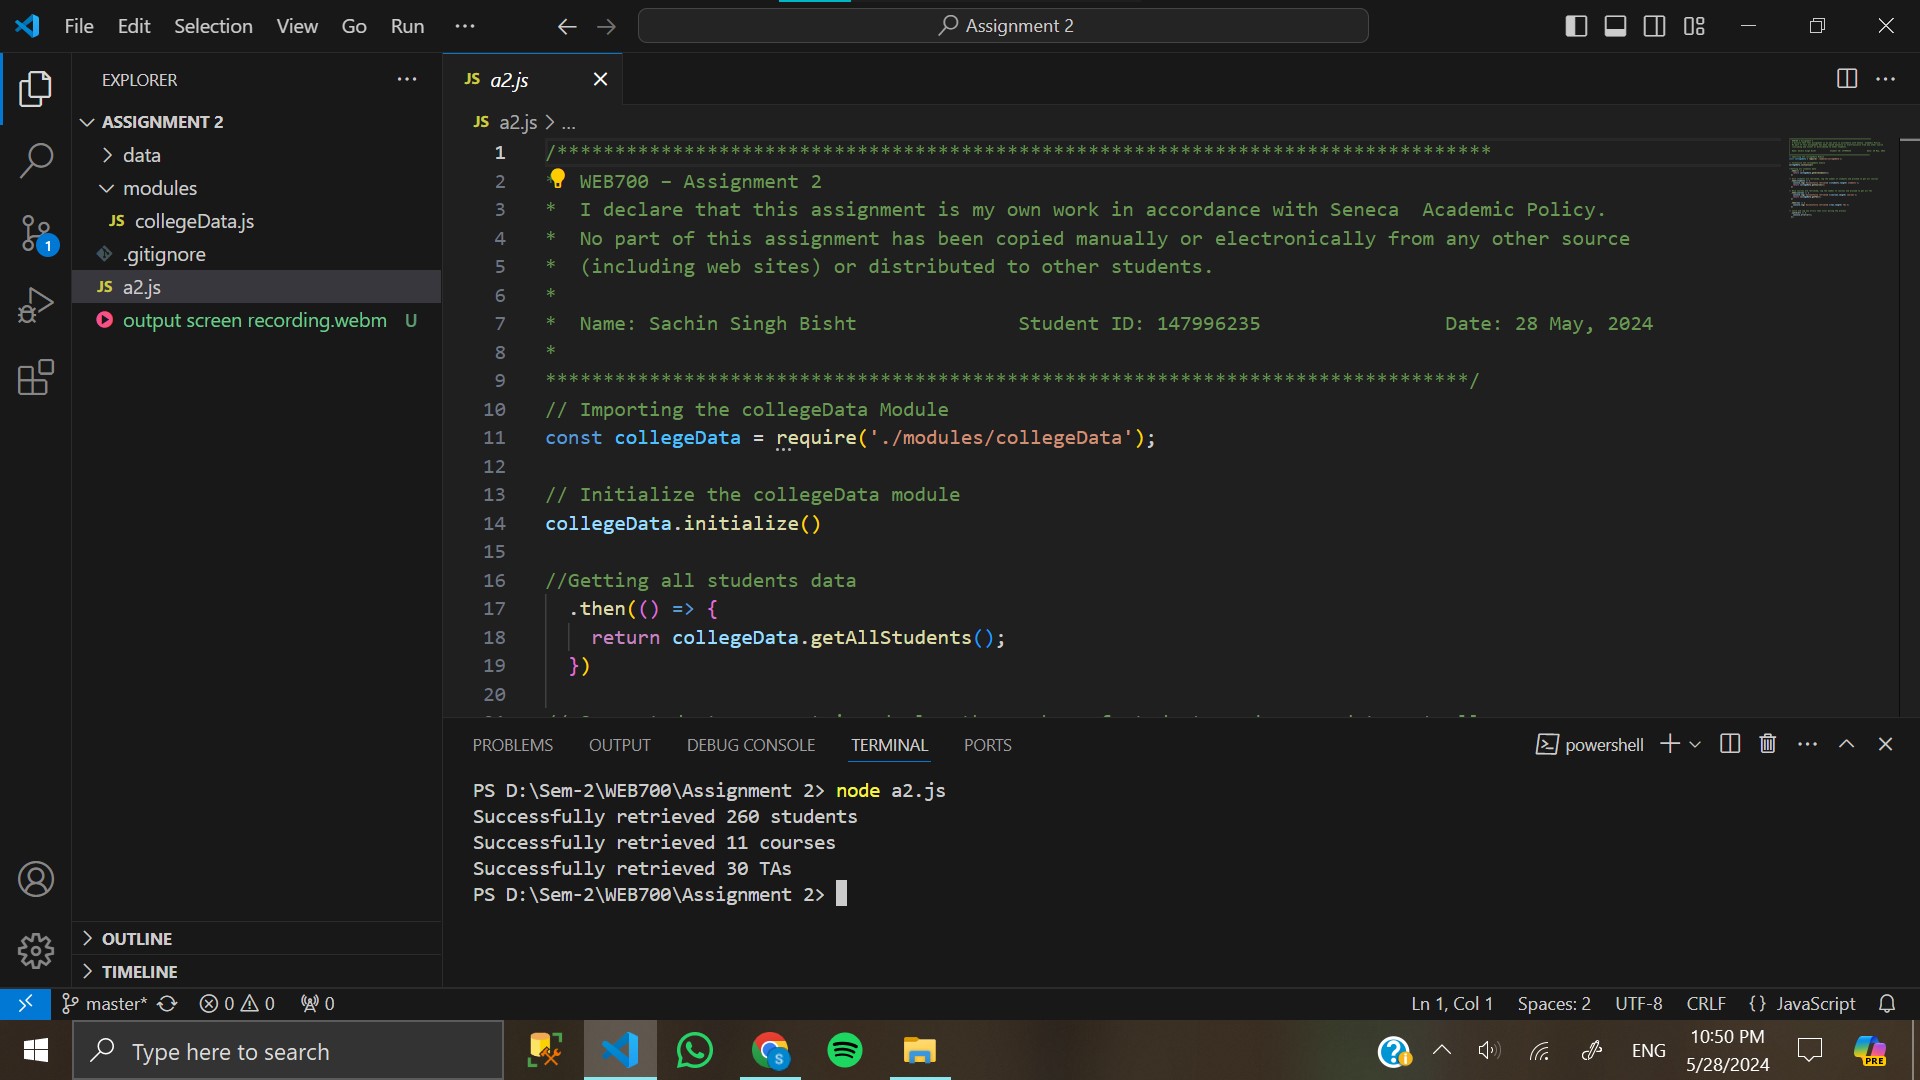 File Edit Selection View Go Run ...
Assignment 2
EXPLORER
ASSIGNMENT 2
data
modules
JS collegeData.js
.gitignore
JS a2.js
output screen recording.webm U
1
OUTLINE
TIMELINE
JS a2.js
JS a2.js > ...
1 /*********************************************************************************
2 WEB700 – Assignment 2
3 * I declare that this assignment is my own work in accordance with Seneca  Academic Policy.
4 * No part of this assignment has been copied manually or electronically from any other source
5 * (including web sites) or distributed to other students.
6 *
7 * Name: Sachin Singh Bisht Student ID: 147996235 Date: 28 May, 2024
8 *
9 ********************************************************************************/
10 // Importing the collegeData Module
11 const collegeData = require('./modules/collegeData');
12
13 // Initialize the collegeData module
14 collegeData.initialize()
15
16 //Getting all students data
17 .then(() => {
18 return collegeData.getAllStudents();
19 })
20
PROBLEMS OUTPUT DEBUG CONSOLE TERMINAL PORTS
powershell
PS D:\Sem-2\WEB700\Assignment 2> node a2.js
Successfully retrieved 260 students
Successfully retrieved 11 courses
Successfully retrieved 30 TAs
PS D:\Sem-2\WEB700\Assignment 2>
master* 0 0 0
Ln 1, Col 1 Spaces: 2 UTF-8 CRLF {} JavaScript
Type here to search
S
ENG
10:50 PM
5/28/2024
PRE